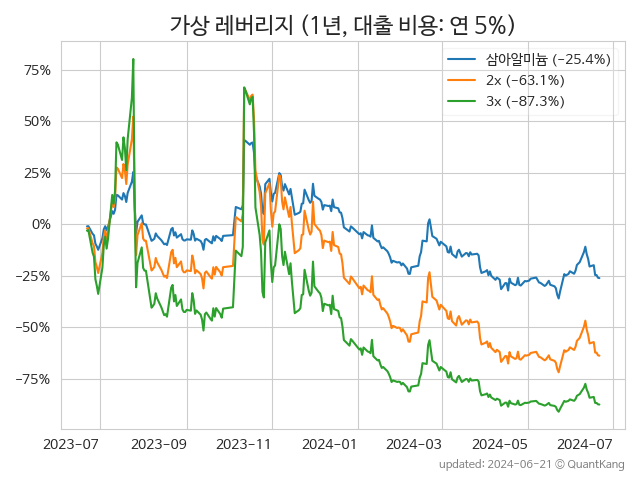 가상 레버리지 (1년, 대출 비용: 연 5%)
삼아알미늄 (−25.4%)
2x (−63.1%)
3x (−87.3%)
75%
50%
25%
0%
−25%
−50%
−75%
2023-07 2023-09 2023-11 2024-01 2024-03 2024-05 2024-07
updated: 2024-06-21 © QuantKang